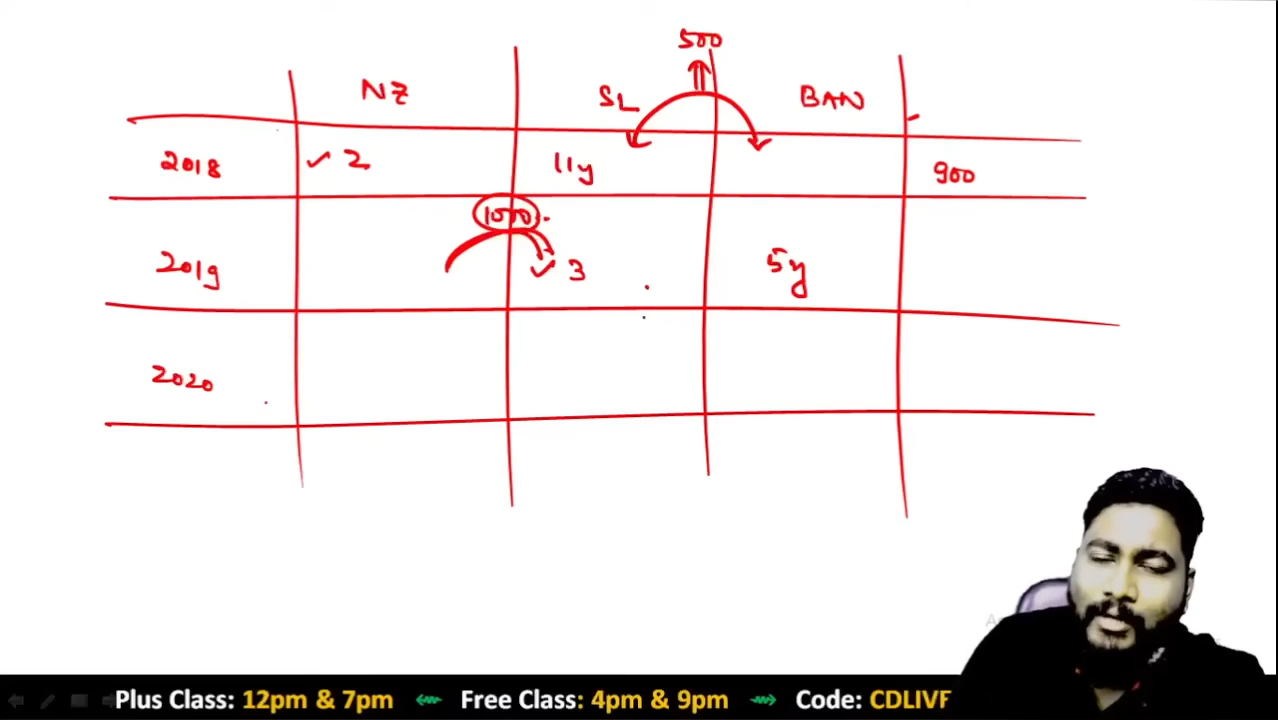 500
NZ SL BAN
2018 ✓ 2 11y 900
1000
2019 ✓ 3 5y
2020
Plus Class: 12pm & 7pm Free Class: 4pm & 9pm Code: CDLIVE